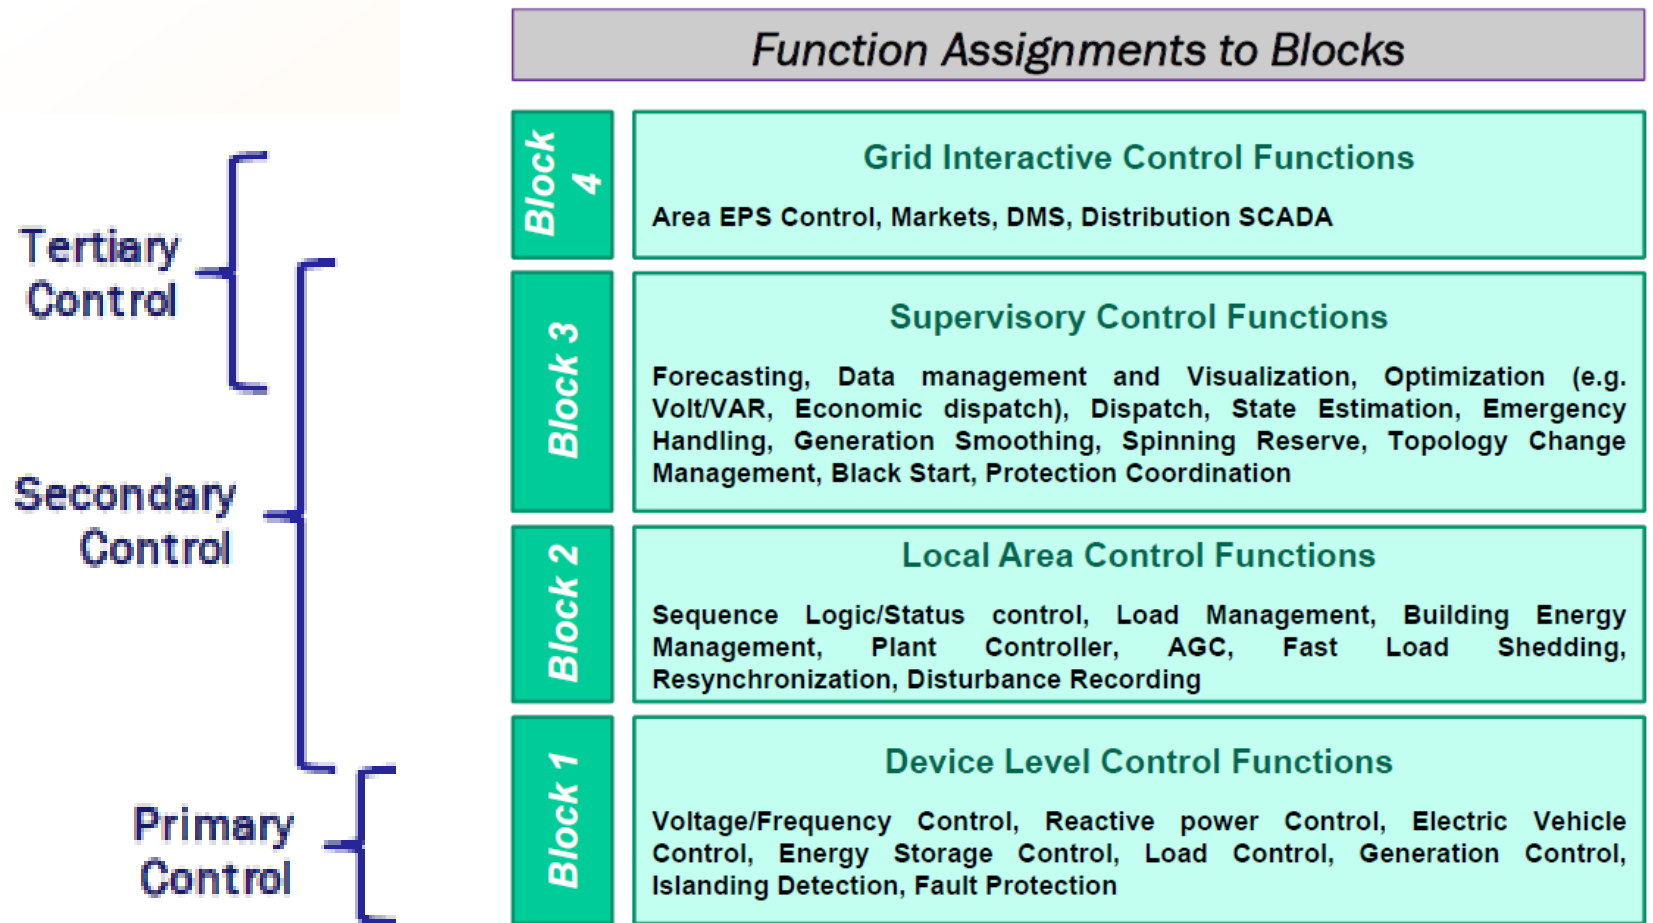 Function Assignments to Blocks
Tertiary
Control
Secondary
Control
Primary
Control
Block
4
Grid Interactive Control Functions
Area EPS Control, Markets, DMS, Distribution SCADA
Block 3
Supervisory Control Functions
Forecasting, Data management and Visualization, Optimization (e.g.
Volt/VAR, Economic dispatch), Dispatch, State Estimation, Emergency
Handling, Generation Smoothing, Spinning Reserve, Topology Change
Management, Black Start, Protection Coordination
Block 2
Local Area Control Functions
Sequence Logic/Status control, Load Management, Building Energy
Management, Plant Controller, AGC, Fast Load Shedding,
Resynchronization, Disturbance Recording
Block 1
Device Level Control Functions
Voltage/Frequency Control, Reactive power Control, Electric Vehicle
Control, Energy Storage Control, Load Control, Generation Control,
Islanding Detection, Fault Protection